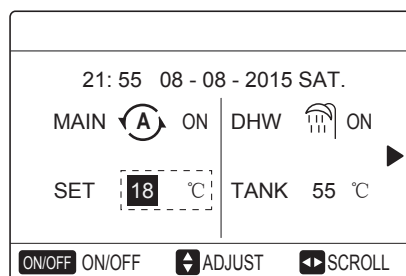 21: 55 08 - 08 - 2015 SAT.
MAIN A ON DHW ON
SET 18 ℃ TANK 55 ℃
ON/OFF ON/OFF ADJUST SCROLL